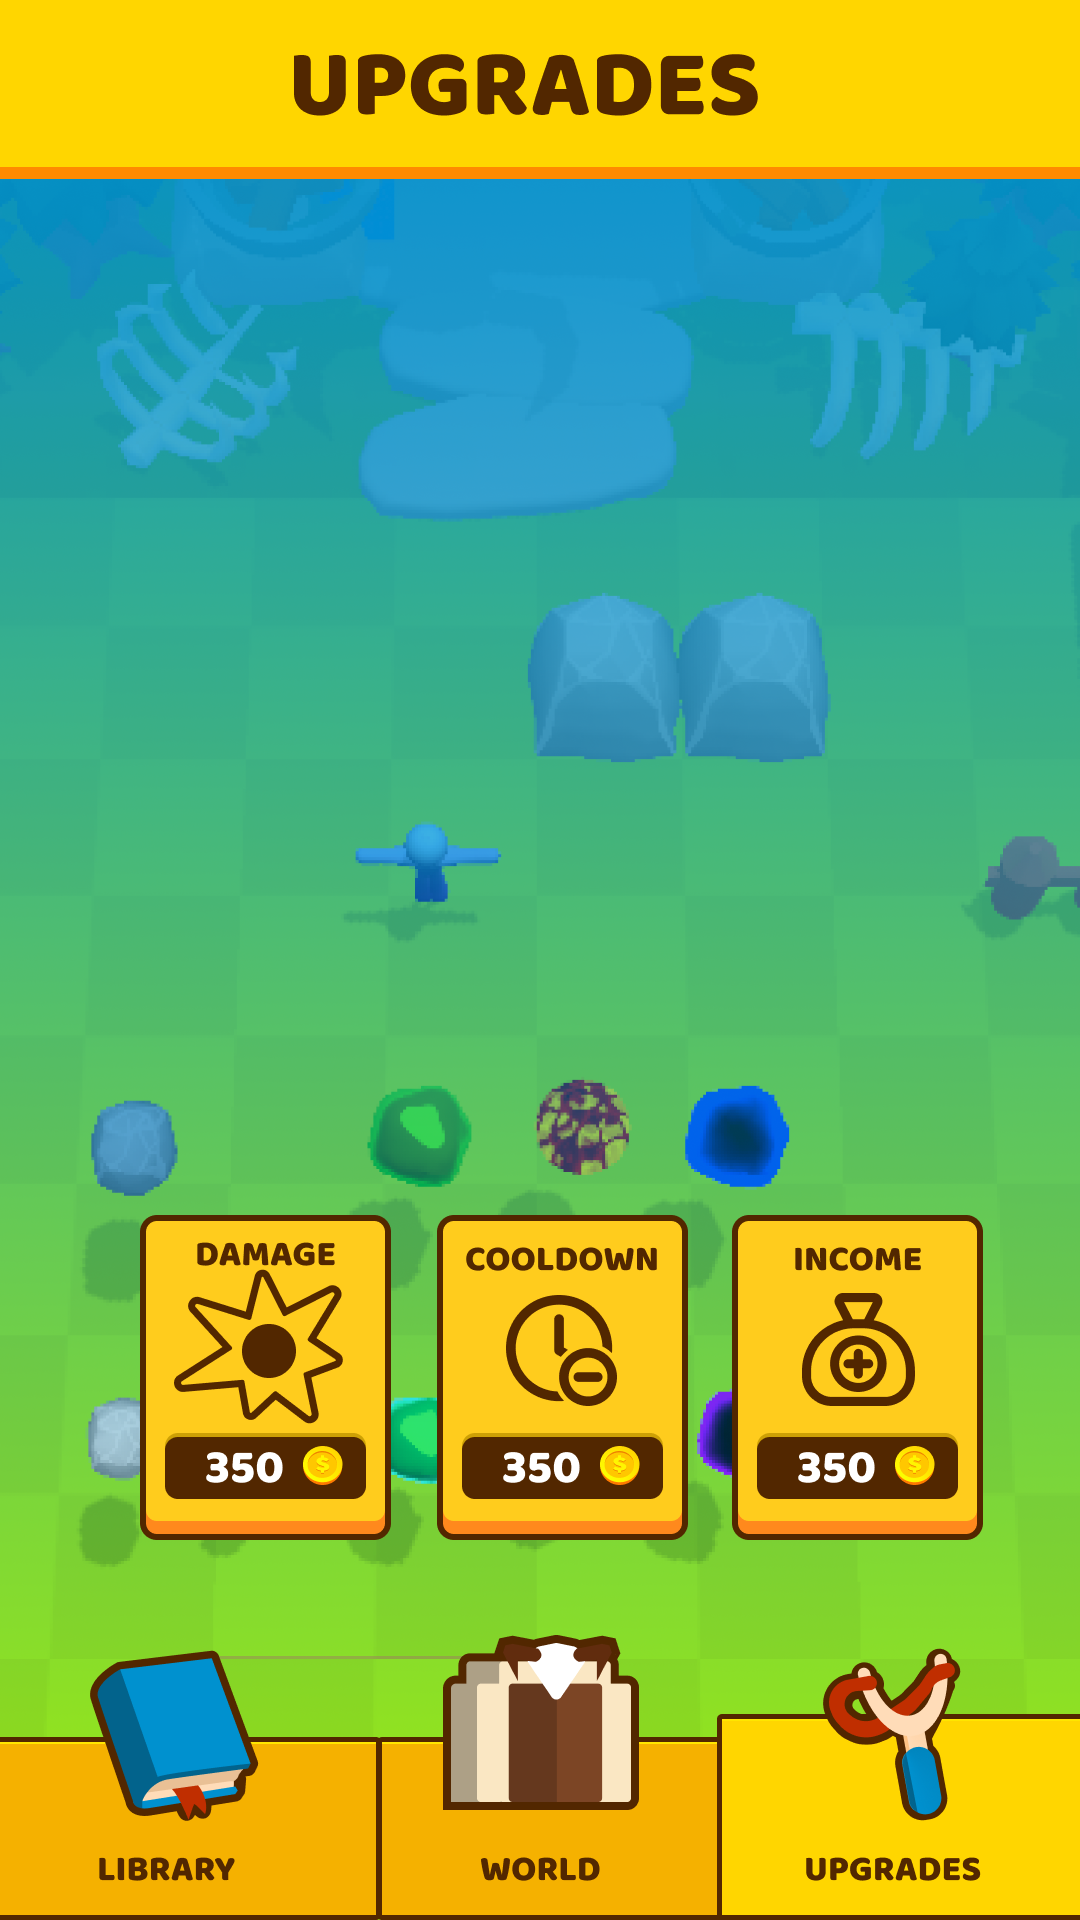 UPGRADES
DAMAGE
COOLDOWN
INCOME
350 $
350 $
350 $
LIBRARY
WORLD
UPGRADES